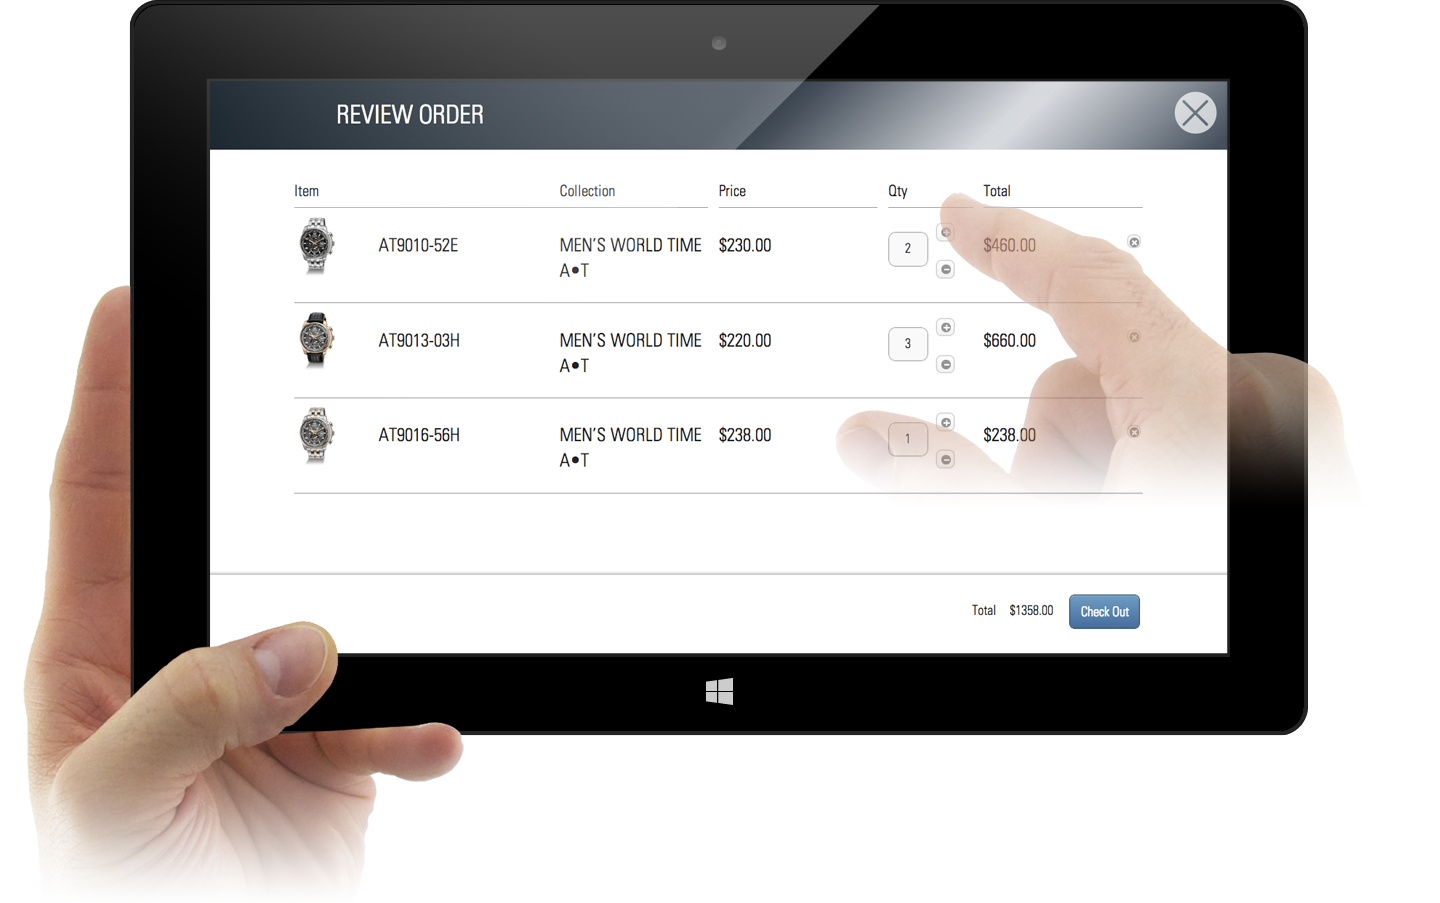 REVIEW ORDER
Item Collection Price Qty Total
AT9010-52E MEN'S WORLD TIME $230.00 2 $460.00
A•T
AT9013-03H MEN'S WORLD TIME $220.00 3 $660.00
A•T
AT9016-56H MEN'S WORLD TIME $238.00 1 $238.00
A•T
Total $1358.00 Check Out